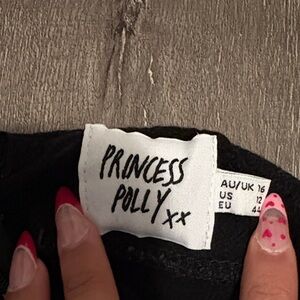 PRINCESS
POLLY xx
AU/UK 16
US 12
EU 44